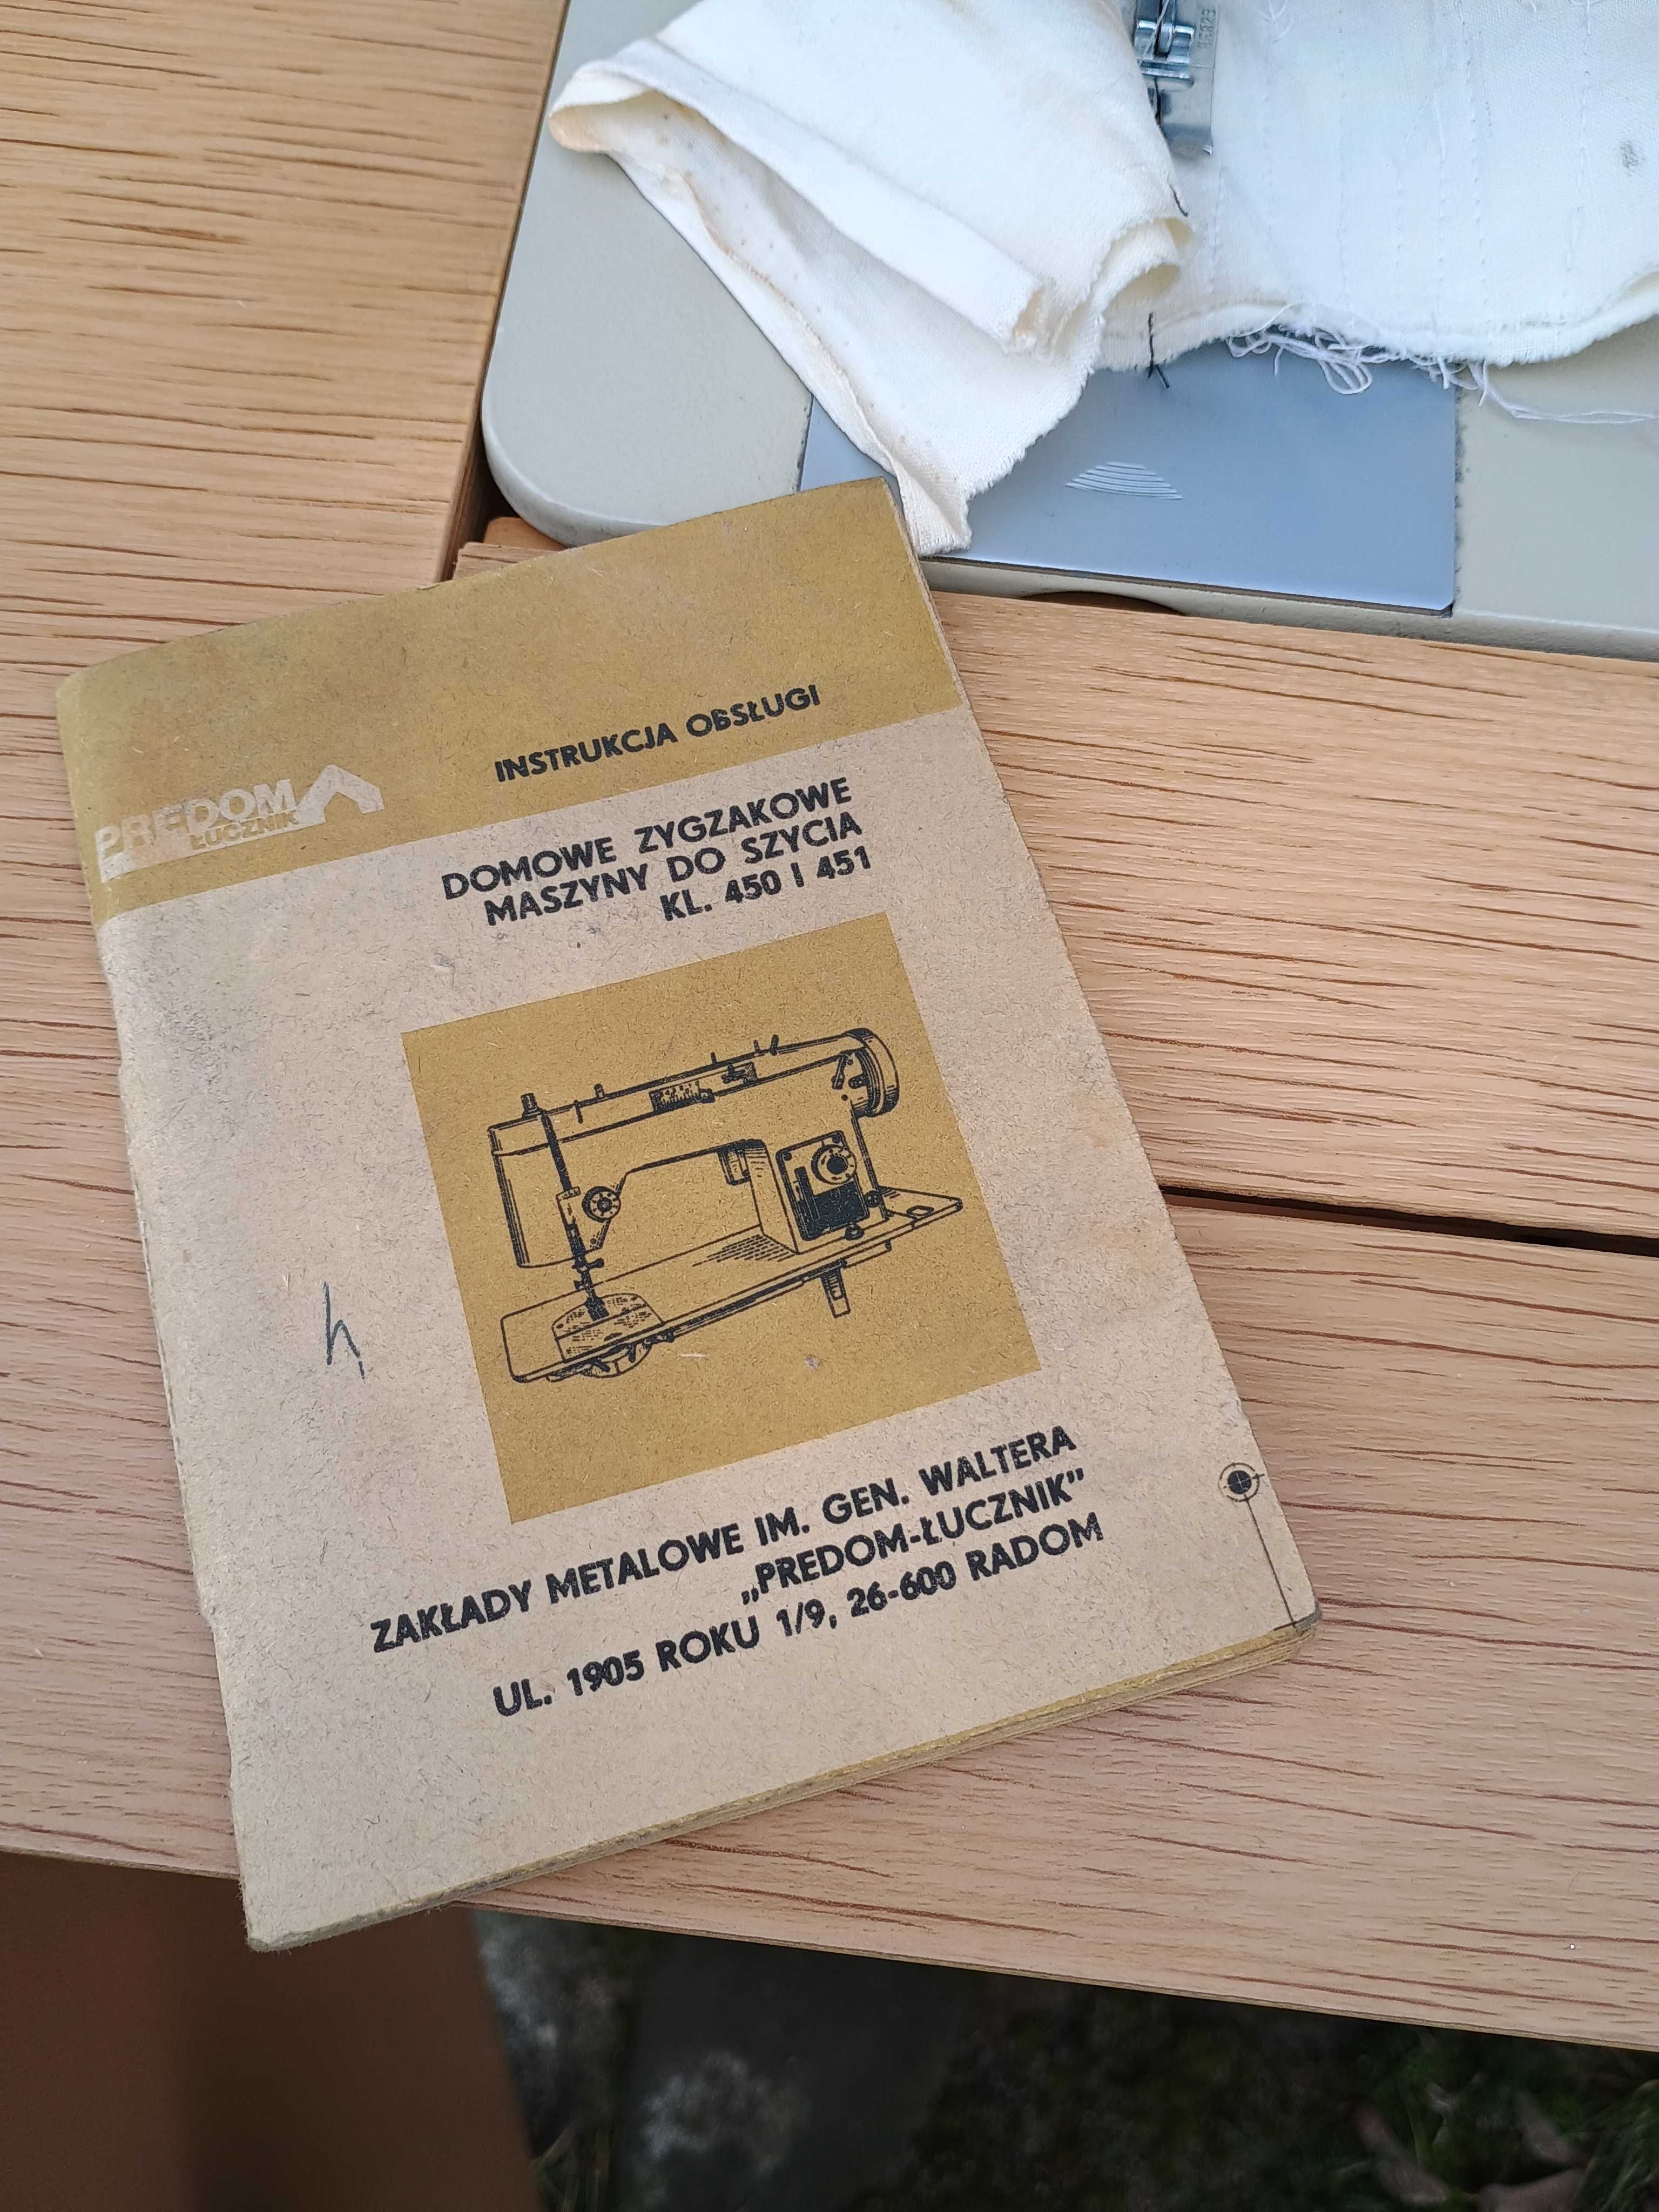 INSTRUKCJA OBSŁUGI
PREDOM
ŁUCZNIK
DOMOWE ZYGZAKOWE
MASZYNY DO SZYCIA
KL. 450 I 451
h
ZAKŁADY METALOWE IM. GEN. WALTERA
„PREDOM-ŁUCZNIK”
UL. 1905 ROKU 1/9, 26-600 RADOM